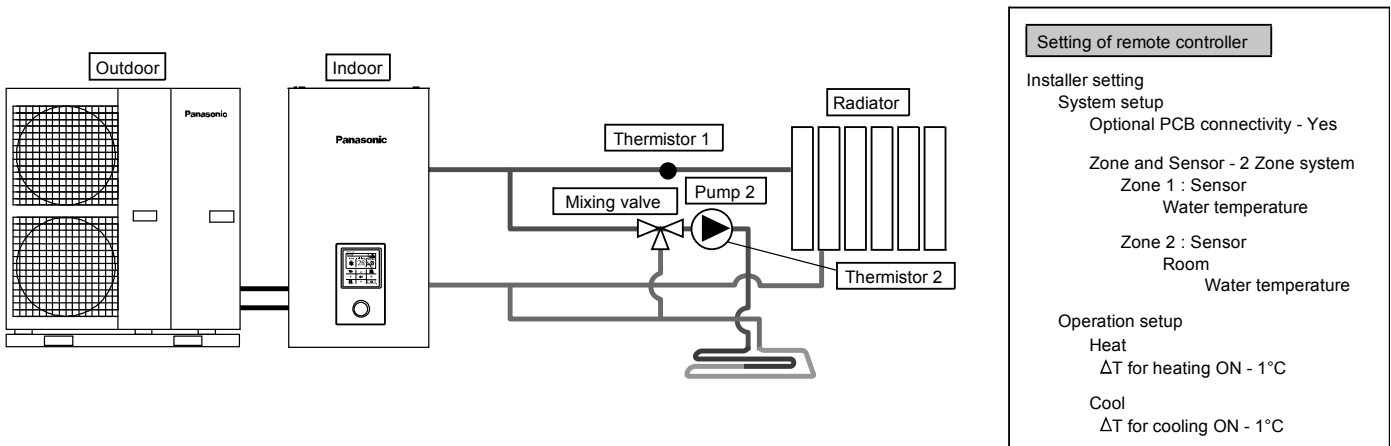 Outdoor
Indoor
Panasonic
Panasonic
Thermistor 1
Radiator
Mixing valve
Pump 2
Thermistor 2
Setting of remote controller
Installer setting
System setup
Optional PCB connectivity - Yes
Zone and Sensor - 2 Zone system
Zone 1 : Sensor
Water temperature
Zone 2 : Sensor
Room
Water temperature
Operation setup
Heat
ΔT for heating ON - 1°C
Cool
ΔT for cooling ON - 1°C